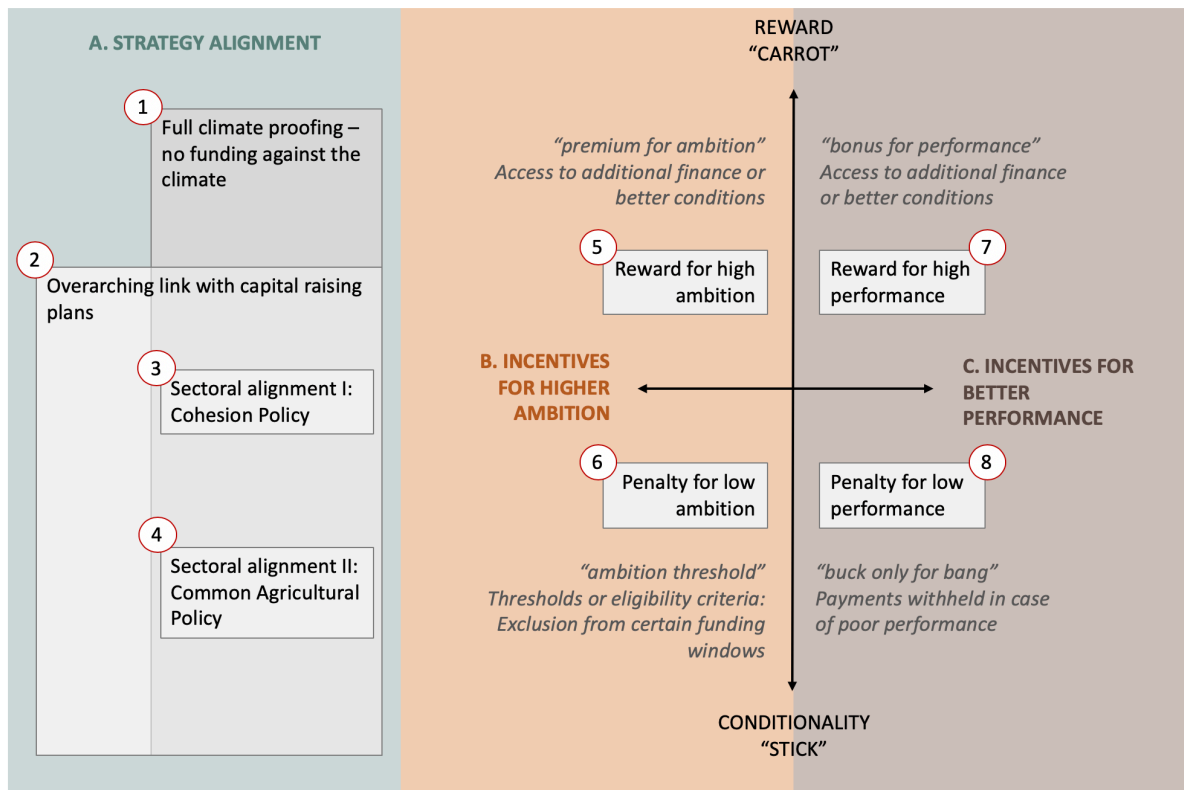 A. STRATEGY ALIGNMENT
1
Full climate proofing –
no funding against the
climate
2
Overarching link with capital raising
plans
3
Sectoral alignment I:
Cohesion Policy
4
Sectoral alignment II:
Common Agricultural
Policy
REWARD
“CARROT”
“premium for ambition”
Access to additional finance or
better conditions
“bonus for performance”
Access to additional finance
or better conditions
5
Reward for high
ambition
7
Reward for high
performance
B. INCENTIVES
FOR HIGHER
AMBITION
C. INCENTIVES FOR
BETTER
PERFORMANCE
6
Penalty for low
ambition
8
Penalty for low
performance
“ambition threshold”
Thresholds or eligibility criteria:
Exclusion from certain funding
windows
“buck only for bang”
Payments withheld in case
of poor performance
CONDITIONALITY
“STICK”